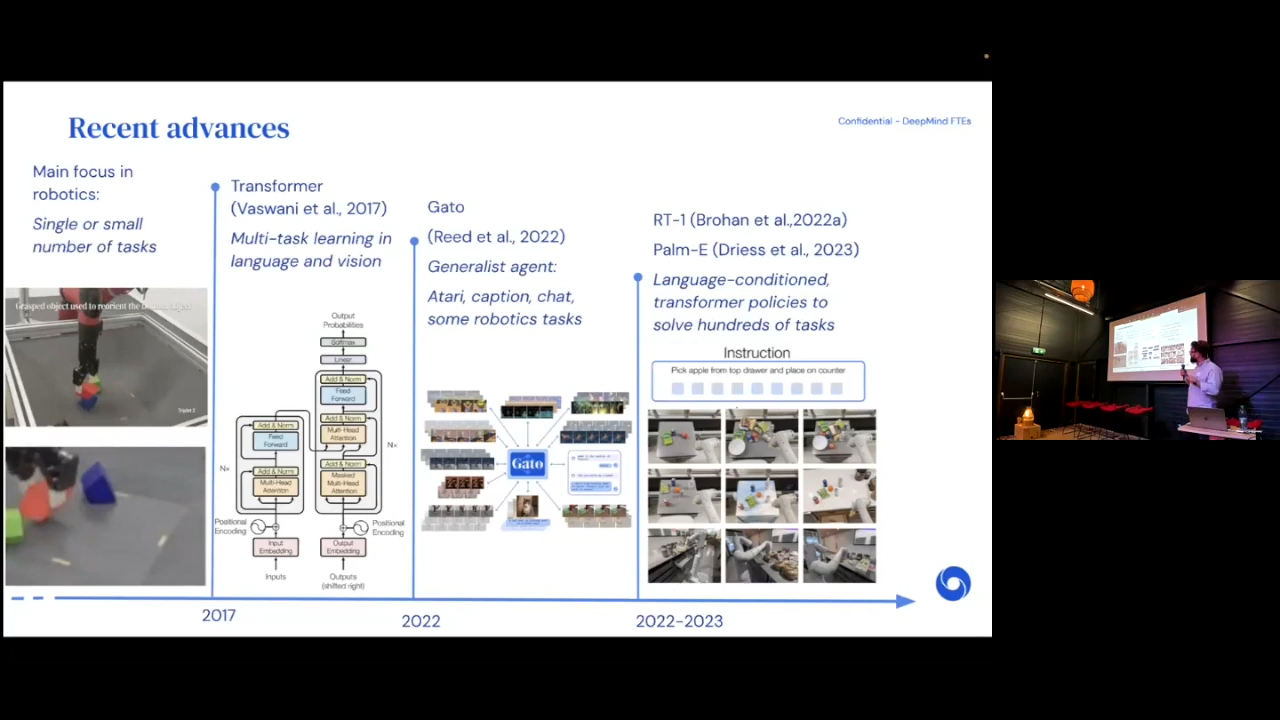 Recent advances
Confidential - DeepMind FTEs
Main focus in
robotics:
Single or small
number of tasks
Transformer
(Vaswani et al., 2017)
Multi-task learning in
language and vision
Gato
(Reed et al., 2022)
Generalist agent:
Atari, caption, chat,
some robotics tasks
RT-1 (Brohan et al.,2022a)
Palm-E (Driess et al., 2023)
Language-conditioned,
transformer policies to
solve hundreds of tasks
Grasped object used to reorient the
Triplet 2
Output
Probabilities
Softmax
Linear
Add & Norm
Feed
Forward
Add & Norm
Multi-Head
Attention
Add & Norm
Masked
Multi-Head
Attention
Nx
Add & Norm
Feed
Forward
Add & Norm
Multi-Head
Attention
Nx
Positional
Encoding
Positional
Encoding
Input
Embedding
Output
Embedding
Inputs
Outputs
(shifted right)
Gato
Instruction
Pick apple from top drawer and place on counter
2017
2022
2022-2023